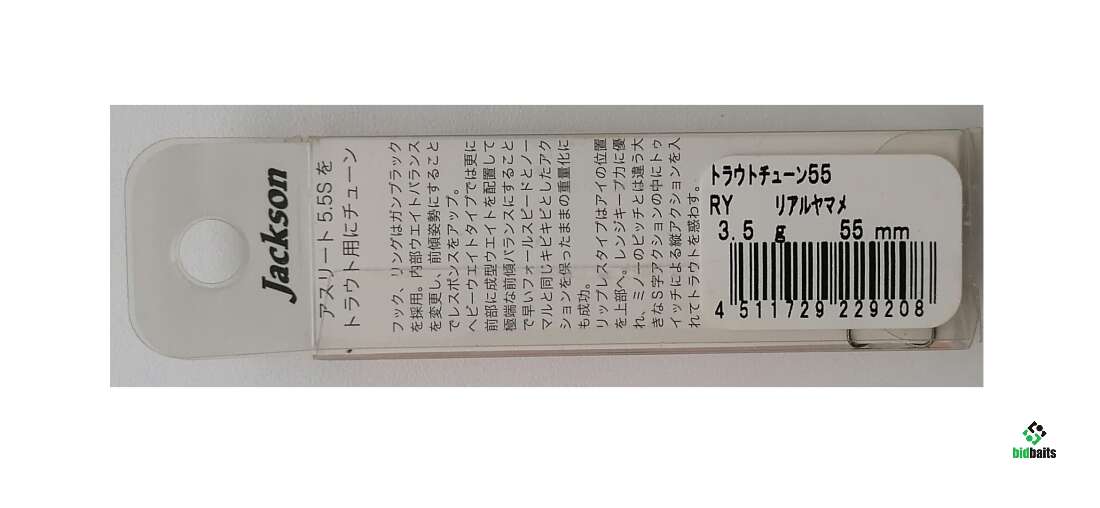 Jackson
アスリート5.5Sを
トラウト用にチューン
フック、リングはガンブラック
を採用。内部ウエイトバランス
を変更し、前傾姿勢にすること
でレスポンスをアップ。
ヘビーウエイトタイプでは更に
前部に成型ウエイトを配置して
極端な前傾バランスにすること
で早いフォールスピードとノー
マルと同じキビキビとしたアク
ションを保ったままの重量化に
も成功。
リップレスタイプはアイの位置
を上部へ。レンジキープ力に優
れ、ミノーのピッチとは違う大
きなS字アクションの中にトゥ
イッチによる縦アクションを入
れてトラウトを惑わす。
トラウトチューン55
RY リアルヤマメ
3.5 g 55 mm
4 511729 229208
bidbaits